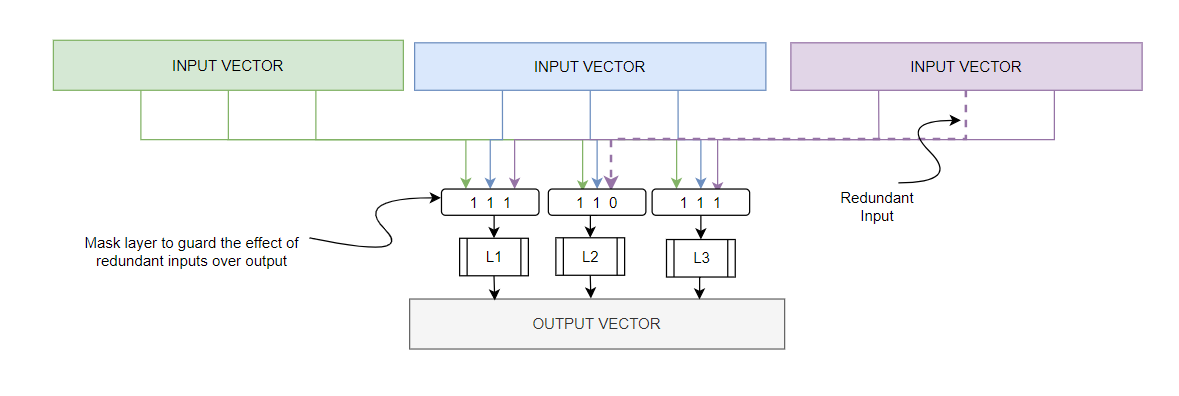 INPUT VECTOR
INPUT VECTOR
INPUT VECTOR
Redundant
Input
1 1 1
1 1 0
1 1 1
Mask layer to guard the effect of
redundant inputs over output
L1
L2
L3
OUTPUT VECTOR